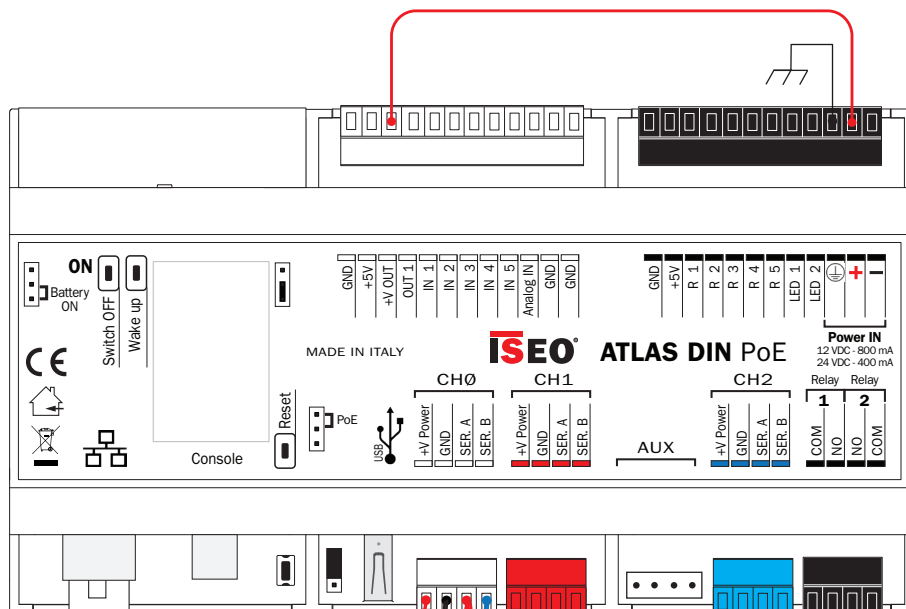 GND
+5V
+V OUT
OUT 1
IN 1
IN 2
IN 3
IN 4
IN 5
Analog IN
GND
GND
GND
+5V
R 1
R 2
R 3
R 4
R 5
LED 1
LED 2
+
−
ON
Battery
ON
Switch OFF
Wake up
MADE IN ITALY
ISEO
ATLAS DIN PoE
Power IN
12 VDC - 800 mA
24 VDC - 400 mA
CE
Console
Reset
PoE
USB
CHØ
+V Power
GND
SER. A
SER. B
CH1
+V Power
GND
SER. A
SER. B
AUX
CH2
+V Power
GND
SER. A
SER. B
Relay Relay
1 2
COM
NO
NO
COM